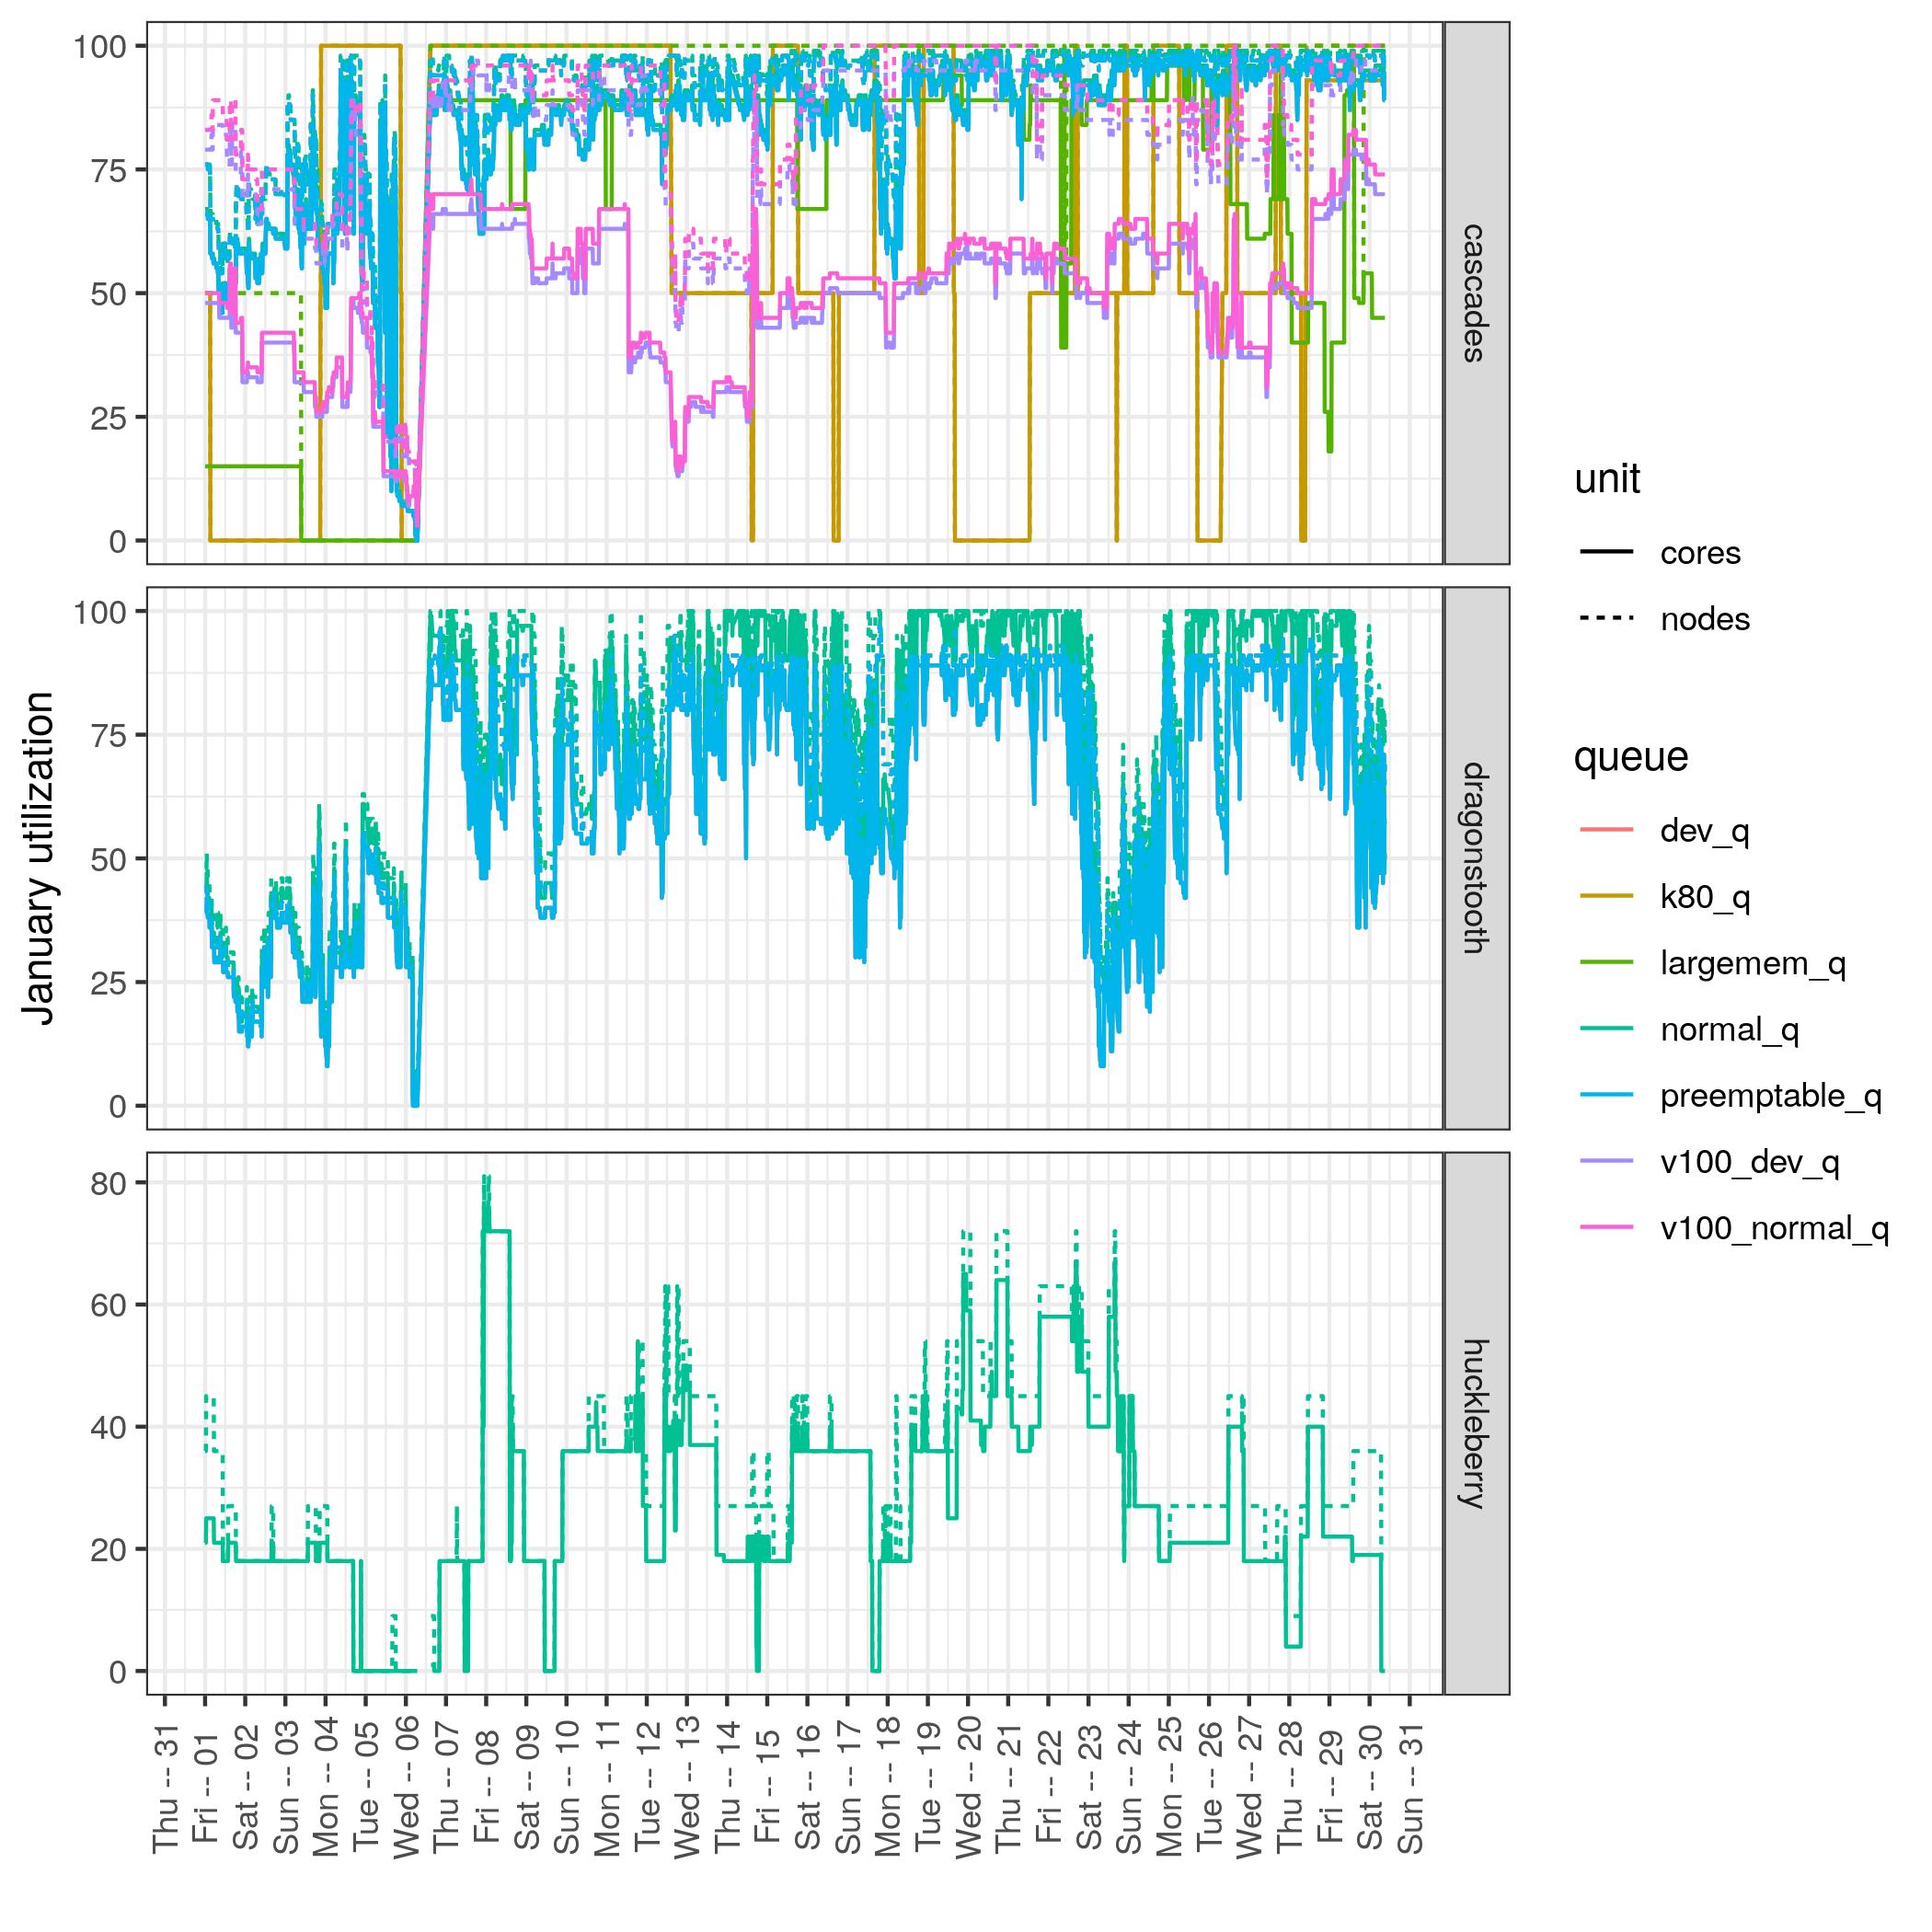 January utilization
100
75
50
25
0
cascades
100
75
50
25
0
dragonstooth
80
60
40
20
0
huckleberry
Thu -- 31
Fri -- 01
Sat -- 02
Sun -- 03
Mon -- 04
Tue -- 05
Wed -- 06
Thu -- 07
Fri -- 08
Sat -- 09
Sun -- 10
Mon -- 11
Tue -- 12
Wed -- 13
Thu -- 14
Fri -- 15
Sat -- 16
Sun -- 17
Mon -- 18
Tue -- 19
Wed -- 20
Thu -- 21
Fri -- 22
Sat -- 23
Sun -- 24
Mon -- 25
Tue -- 26
Wed -- 27
Thu -- 28
Fri -- 29
Sat -- 30
Sun -- 31
unit
cores
nodes
queue
dev_q
k80_q
largemem_q
normal_q
preemptable_q
v100_dev_q
v100_normal_q